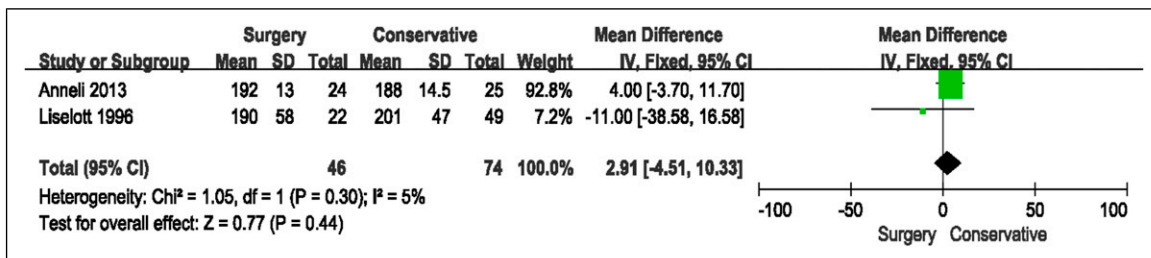 Surgery Conservative Mean Difference Mean Difference
Study or Subgroup Mean SD Total Mean SD Total Weight IV, Fixed, 95% CI IV, Fixed, 95% CI
Anneli 2013 192 13 24 188 14.5 25 92.8% 4.00 [-3.70, 11.70]
Liselott 1996 190 58 22 201 47 49 7.2% -11.00 [-38.58, 16.58]
Total (95% CI) 46 74 100.0% 2.91 [-4.51, 10.33]
Heterogeneity: Chi² = 1.05, df = 1 (P = 0.30); I² = 5%
Test for overall effect: Z = 0.77 (P = 0.44)
-100 -50 0 50 100
Surgery Conservative